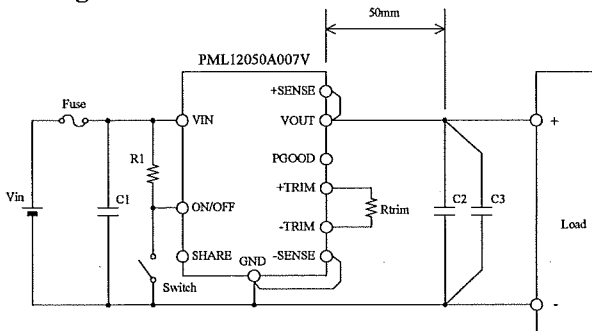 50mm
PML12050A007V
+SENSE
Fuse
VIN
VOUT
+
R1
PGOOD
+TRIM
Vin
C1
ON/OFF
Rtrim
C2
C3
-TRIM
Load
SHARE
GND
-SENSE
Switch
-